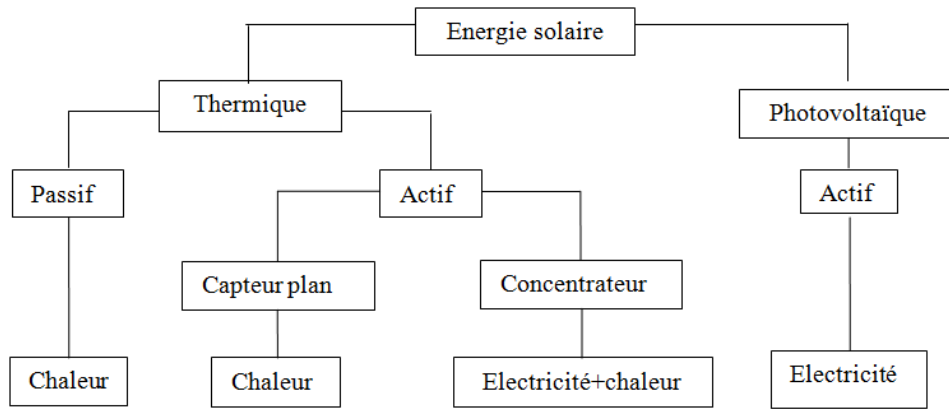 Energie solaire
Thermique
Photovoltaïque
Passif
Actif
Actif
Capteur plan
Concentrateur
Chaleur
Chaleur
Electricité+chaleur
Electricité